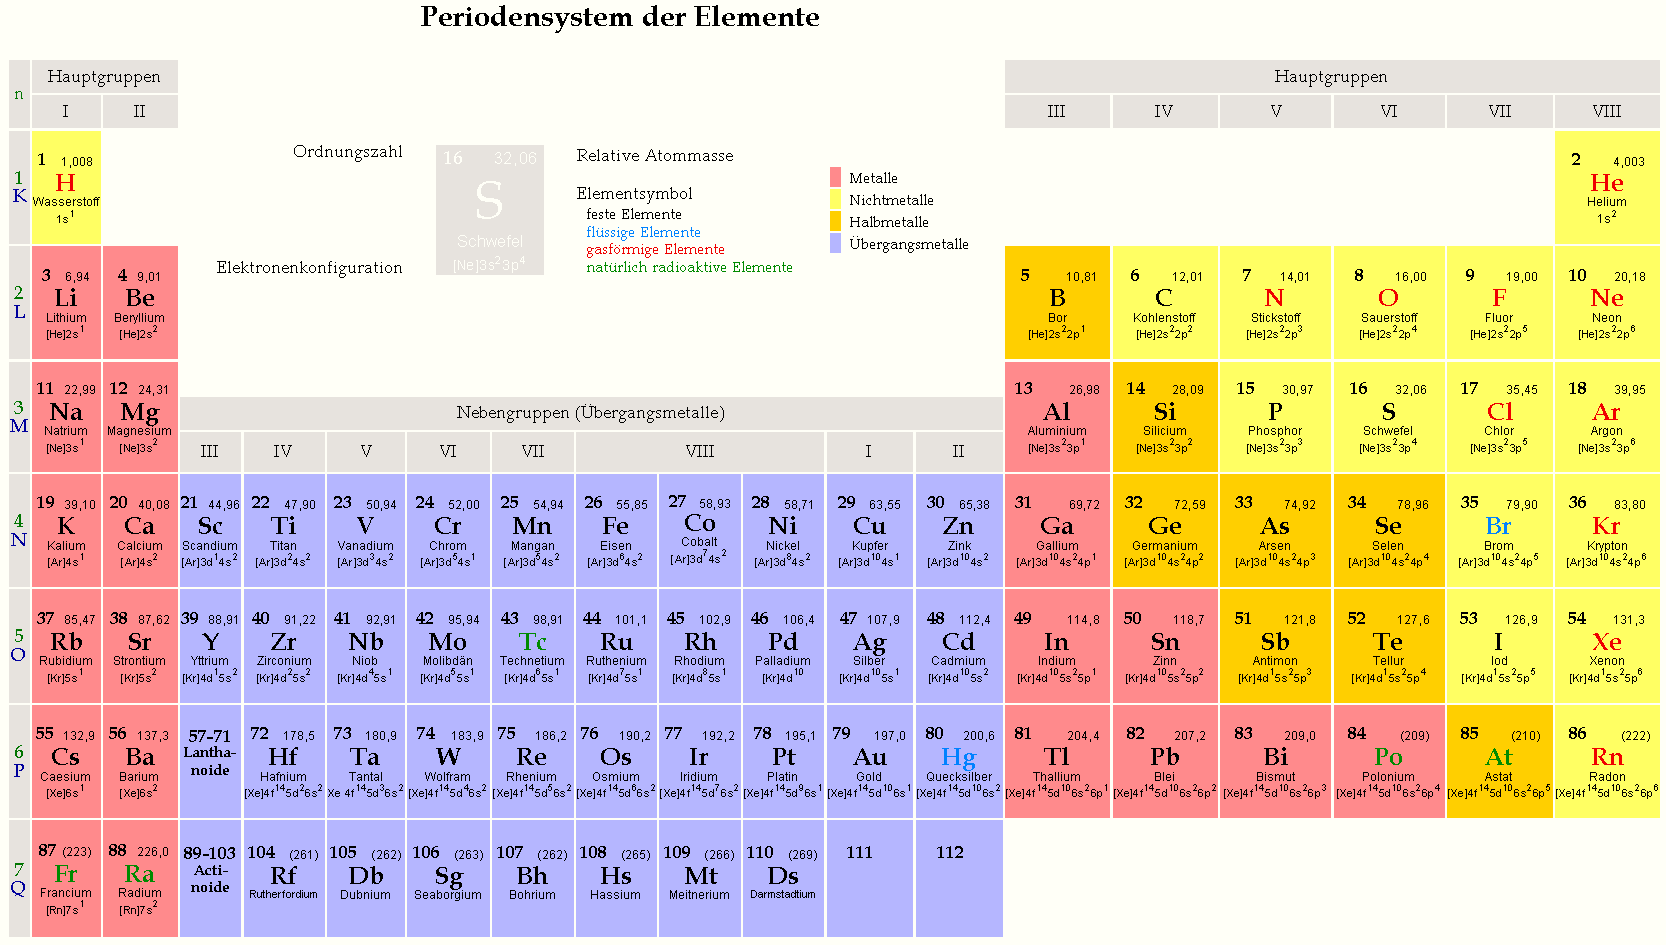 Periodensystem der Elemente
n Hauptgruppen Hauptgruppen
I II III IV V VI VII VIII
Ordnungszahl
16 32,06
S
Schwefel
[Ne]3s²3p⁴
Relative Atommasse
Elementsymbol
feste Elemente
flüssige Elemente
gasförmige Elemente
natürlich radioaktive Elemente
Elektronenkonfiguration
Metalle
Nichtmetalle
Halbmetalle
Übergangsmetalle
1 K
1 1,008 2 4,003
H He
Wasserstoff Helium
1s¹ 1s²
2 L
3 6,94 4 9,01 5 10,81 6 12,01 7 14,01 8 16,00 9 19,00 10 20,18
Li Be B C N O F Ne
Lithium Beryllium Bor Kohlenstoff Stickstoff Sauerstoff Fluor Neon
[He]2s¹ [He]2s² [He]2s²2p¹ [He]2s²2p² [He]2s²2p³ [He]2s²2p⁴ [He]2s²2p⁵ [He]2s²2p⁶
3 M
11 22,99 12 24,31 13 26,98 14 28,09 15 30,97 16 32,06 17 35,45 18 39,95
Na Mg Al Si P S Cl Ar
Natrium Magnesium Aluminium Silicium Phosphor Schwefel Chlor Argon
[Ne]3s¹ [Ne]3s² [Ne]3s²3p¹ [Ne]3s²3p² [Ne]3s²3p³ [Ne]3s²3p⁴ [Ne]3s²3p⁵ [Ne]3s²3p⁶
Nebengruppen (Übergangsmetalle)
III IV V VI VII VIII I II
4 N
19 39,10 20 40,08 21 44,96 22 47,90 23 50,94 24 52,00 25 54,94 26 55,85 27 58,93 28 58,71 29 63,55 30 65,38 31 69,72 32 72,59 33 74,92 34 78,96 35 79,90 36 83,80
K Ca Sc Ti V Cr Mn Fe Co Ni Cu Zn Ga Ge As Se Br Kr
Kalium Calcium Scandium Titan Vanadium Chrom Mangan Eisen Cobalt Nickel Kupfer Zink Gallium Germanium Arsen Selen Brom Krypton
[Ar]4s¹ [Ar]4s² [Ar]3d¹4s² [Ar]3d²4s² [Ar]3d³4s² [Ar]3d⁵4s¹ [Ar]3d⁵4s² [Ar]3d⁶4s² [Ar]3d⁷4s² [Ar]3d⁸4s² [Ar]3d¹⁰4s¹ [Ar]3d¹⁰4s² [Ar]3d¹⁰4s²4p¹ [Ar]3d¹⁰4s²4p² [Ar]3d¹⁰4s²4p³ [Ar]3d¹⁰4s²4p⁴ [Ar]3d¹⁰4s²4p⁵ [Ar]3d¹⁰4s²4p⁶
5 O
37 85,47 38 87,62 39 88,91 40 91,22 41 92,91 42 95,94 43 98,91 44 101,1 45 102,9 46 106,4 47 107,9 48 112,4 49 114,8 50 118,7 51 121,8 52 127,6 53 126,9 54 131,3
Rb Sr Y Zr Nb Mo Tc Ru Rh Pd Ag Cd In Sn Sb Te I Xe
Rubidium Strontium Yttrium Zirconium Niob Molibdän Technetium Ruthenium Rhodium Palladium Silber Cadmium Indium Zinn Antimon Tellur Iod Xenon
[Kr]5s¹ [Kr]5s² [Kr]4d¹5s² [Kr]4d²5s² [Kr]4d⁴5s¹ [Kr]4d⁵5s¹ [Kr]4d⁶5s¹ [Kr]4d⁷5s¹ [Kr]4d⁸5s¹ [Kr]4d¹⁰ [Kr]4d¹⁰5s¹ [Kr]4d¹⁰5s² [Kr]4d¹⁰5s²5p¹ [Kr]4d¹⁰5s²5p² [Kr]4d¹5s²5p³ [Kr]4d¹5s²5p⁴ [Kr]4d¹5s²5p⁵ [Kr]4d¹5s²5p⁶
6 P
55 132,9 56 137,3 57-71 72 178,5 73 180,9 74 183,9 75 186,2 76 190,2 77 192,2 78 195,1 79 197,0 80 200,6 81 204,4 82 207,2 83 209,0 84 (209) 85 (210) 86 (222)
Cs Ba Lantha- Hf Ta W Re Os Ir Pt Au Hg Tl Pb Bi Po At Rn
Caesium Barium noide Hafnium Tantal Wolfram Rhenium Osmium Iridium Platin Gold Quecksilber Thallium Blei Bismut Polonium Astat Radon
[Xe]6s¹ [Xe]6s² [Xe]4f¹⁴5d²6s² Xe 4f¹⁴5d³6s² [Xe]4f¹⁴5d⁴6s² [Xe]4f¹⁴5d⁵6s² [Xe]4f¹⁴5d⁶6s² [Xe]4f¹⁴5d⁷6s² [Xe]4f¹⁴5d⁹6s¹ [Xe]4f¹⁴5d¹⁰6s¹ [Xe]4f¹⁴5d¹⁰6s² [Xe]4f¹⁴5d¹⁰6s²6p¹ [Xe]4f¹⁴5d¹⁰6s²6p² [Xe]4f¹⁴5d¹⁰6s²6p³ [Xe]4f¹⁴5d¹⁰6s²6p⁴ [Xe]4f¹⁴5d¹⁰6s²6p⁵ [Xe]4f¹⁴5d¹⁰6s²6p⁶
7 Q
87 (223) 88 226,0 89-103 104 (261) 105 (262) 106 (263) 107 (262) 108 (265) 109 (266) 110 (269) 111 112
Fr Ra Acti- Rf Db Sg Bh Hs Mt Ds
Francium Radium noide Rutherfordium Dubnium Seaborgium Bohrium Hassium Meitnerium Darmstadtium
[Rn]7s¹ [Rn]7s²